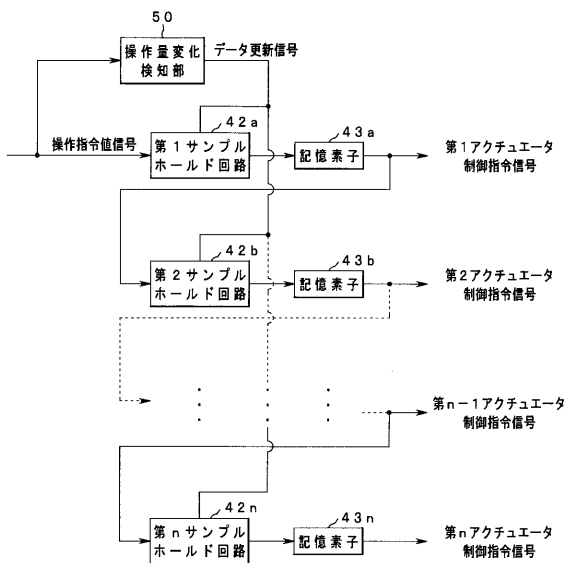 50
操作量変化
検知部
データ更新信号
操作指令値信号
42a
第1サンプル
ホールド回路
43a
記憶素子
第1アクチュエータ
制御指令信号
42b
第2サンプル
ホールド回路
43b
記憶素子
第2アクチュエータ
制御指令信号
第n−1アクチュエータ
制御指令信号
42n
第nサンプル
ホールド回路
43n
記憶素子
第nアクチュエータ
制御指令信号